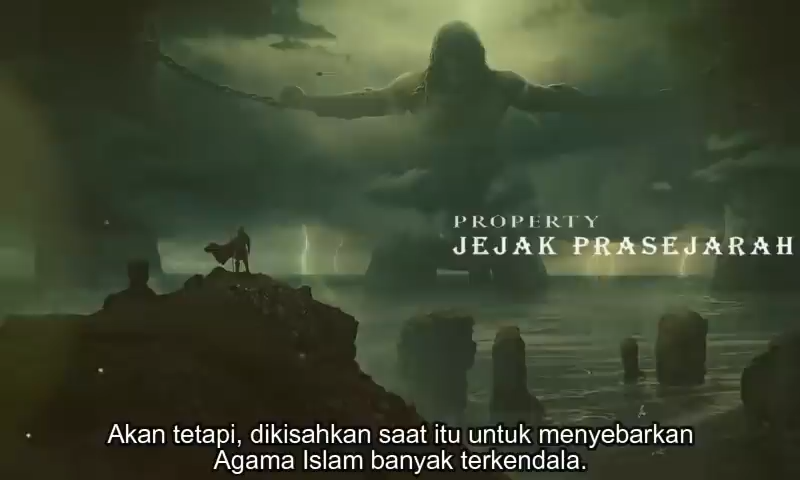 PROPERTY
JEJAK PRASEJARAH
Akan tetapi, dikisahkan saat itu untuk menyebarkan
Agama Islam banyak terkendala.